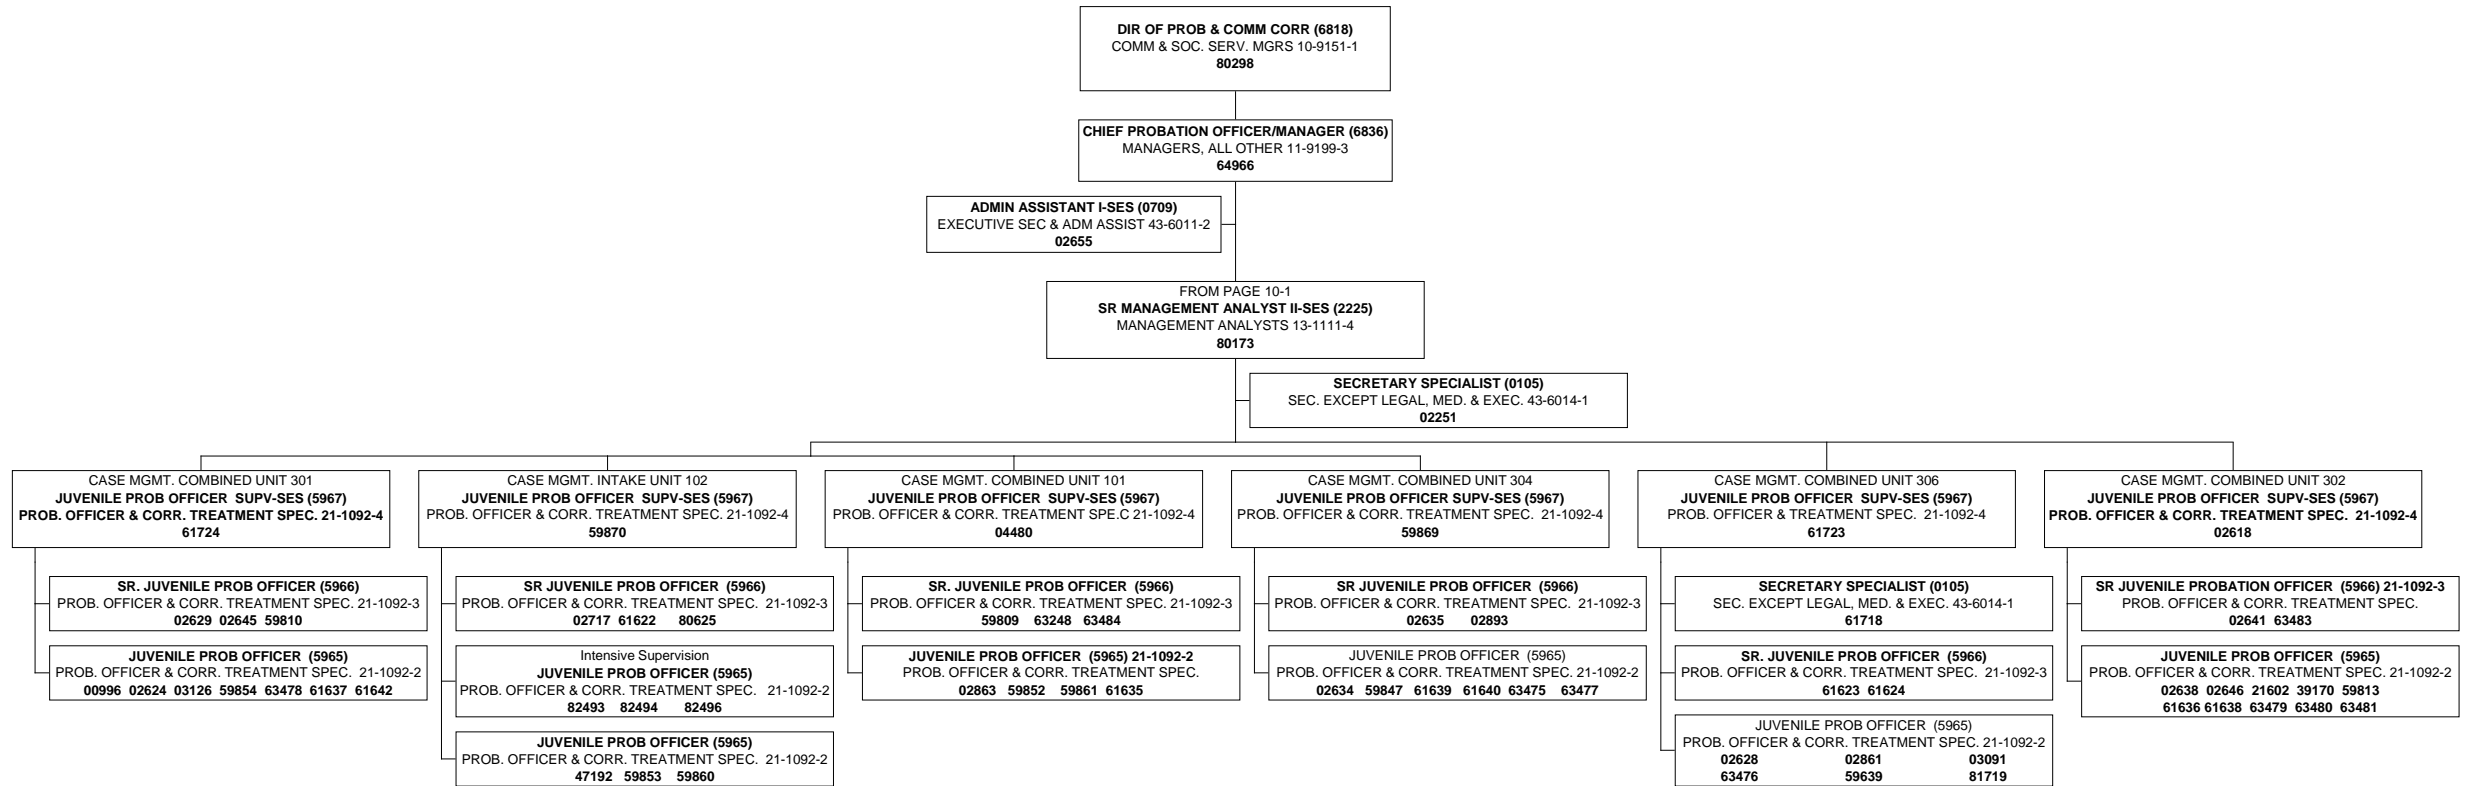 DIR OF PROB & COMM CORR (6818)
COMM & SOC. SERV. MGRS 10-9151-1
80298
CHIEF PROBATION OFFICER/MANAGER (6836)
MANAGERS, ALL OTHER 11-9199-3
64966
ADMIN ASSISTANT I-SES (0709)
EXECUTIVE SEC & ADM ASSIST 43-6011-2
02655
FROM PAGE 10-1
SR MANAGEMENT ANALYST II-SES (2225)
MANAGEMENT ANALYSTS 13-1111-4
80173
SECRETARY SPECIALIST (0105)
SEC. EXCEPT LEGAL, MED. & EXEC. 43-6014-1
02251
CASE MGMT. COMBINED UNIT 301
JUVENILE PROB OFFICER SUPV-SES (5967)
PROB. OFFICER & CORR. TREATMENT SPEC. 21-1092-4
61724
SR. JUVENILE PROB OFFICER (5966)
PROB. OFFICER & CORR. TREATMENT SPEC. 21-1092-3
02629 02645 59810
JUVENILE PROB OFFICER (5965)
PROB. OFFICER & CORR. TREATMENT SPEC. 21-1092-2
00996 02624 03126 59854 63478 61637 61642
CASE MGMT. INTAKE UNIT 102
JUVENILE PROB OFFICER SUPV-SES (5967)
PROB. OFFICER & CORR. TREATMENT SPEC. 21-1092-4
59870
SR JUVENILE PROB OFFICER (5966)
PROB. OFFICER & CORR. TREATMENT SPEC. 21-1092-3
02717 61622 80625
Intensive Supervision
JUVENILE PROB OFFICER (5965)
PROB. OFFICER & CORR. TREATMENT SPEC. 21-1092-2
82493 82494 82496
JUVENILE PROB OFFICER (5965)
PROB. OFFICER & CORR. TREATMENT SPEC. 21-1092-2
47192 59853 59860
CASE MGMT. COMBINED UNIT 101
JUVENILE PROB OFFICER SUPV-SES (5967)
PROB. OFFICER & CORR. TREATMENT SPE.C 21-1092-4
04480
SR. JUVENILE PROB OFFICER (5966)
PROB. OFFICER & CORR. TREATMENT SPEC. 21-1092-3
59809 63248 63484
JUVENILE PROB OFFICER (5965) 21-1092-2
PROB. OFFICER & CORR. TREATMENT SPEC.
02863 59852 59861 61635
CASE MGMT. COMBINED UNIT 304
JUVENILE PROB OFFICER SUPV-SES (5967)
PROB. OFFICER & CORR. TREATMENT SPEC. 21-1092-4
59869
SR JUVENILE PROB OFFICER (5966)
PROB. OFFICER & CORR. TREATMENT SPEC. 21-1092-3
02635 02893
JUVENILE PROB OFFICER (5965)
PROB. OFFICER & CORR. TREATMENT SPEC. 21-1092-2
02634 59847 61639 61640 63475 63477
CASE MGMT. COMBINED UNIT 306
JUVENILE PROB OFFICER SUPV-SES (5967)
PROB. OFFICER & TREATMENT SPEC. 21-1092-4
61723
SECRETARY SPECIALIST (0105)
SEC. EXCEPT LEGAL, MED. & EXEC. 43-6014-1
61718
SR. JUVENILE PROB OFFICER (5966)
PROB. OFFICER & CORR. TREATMENT SPEC. 21-1092-3
61623 61624
JUVENILE PROB OFFICER (5965)
PROB. OFFICER & CORR. TREATMENT SPEC. 21-1092-2
02628 02861 03091
63476 59639 81719
CASE MGMT. COMBINED UNIT 302
JUVENILE PROB OFFICER SUPV-SES (5967)
PROB. OFFICER & CORR. TREATMENT SPEC. 21-1092-4
02618
SR JUVENILE PROBATION OFFICER (5966) 21-1092-3
PROB. OFFICER & CORR. TREATMENT SPEC.
02641 63483
JUVENILE PROB OFFICER (5965)
PROB. OFFICER & CORR. TREATMENT SPEC. 21-1092-2
02638 02646 21602 39170 59813
61636 61638 63479 63480 63481